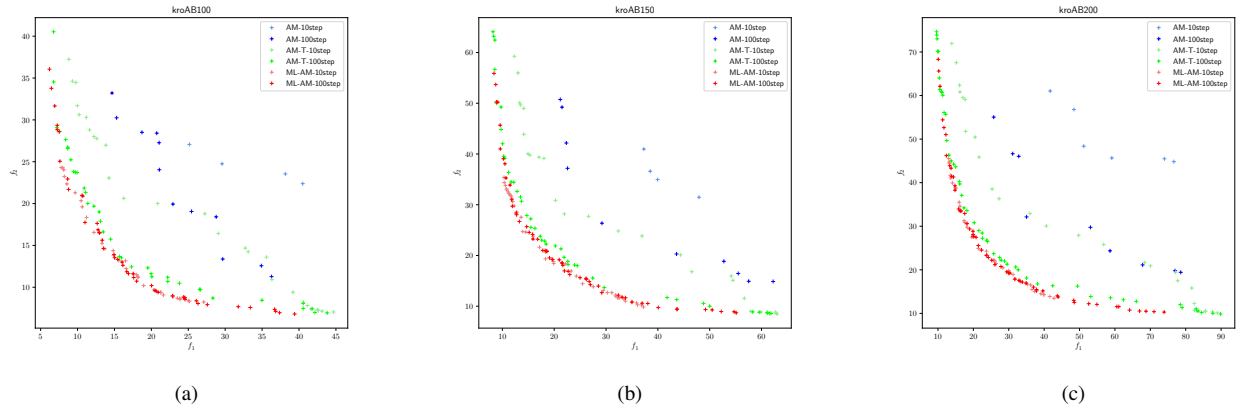 kroAB100
40
35
30
25
20
15
10
f₂
5
10
15
20
25
30
35
40
45
f₁
AM-10step
AM-100step
AM-T-10step
AM-T-100step
ML-AM-10step
ML-AM-100step
(a)
kroAB150
60
50
40
30
20
10
f₂
10
20
30
40
50
60
f₁
AM-10step
AM-100step
AM-T-10step
AM-T-100step
ML-AM-10step
ML-AM-100step
(b)
kroAB200
70
60
50
40
30
20
10
f₂
10
20
30
40
50
60
70
80
90
f₁
AM-10step
AM-100step
AM-T-10step
AM-T-100step
ML-AM-10step
ML-AM-100step
(c)